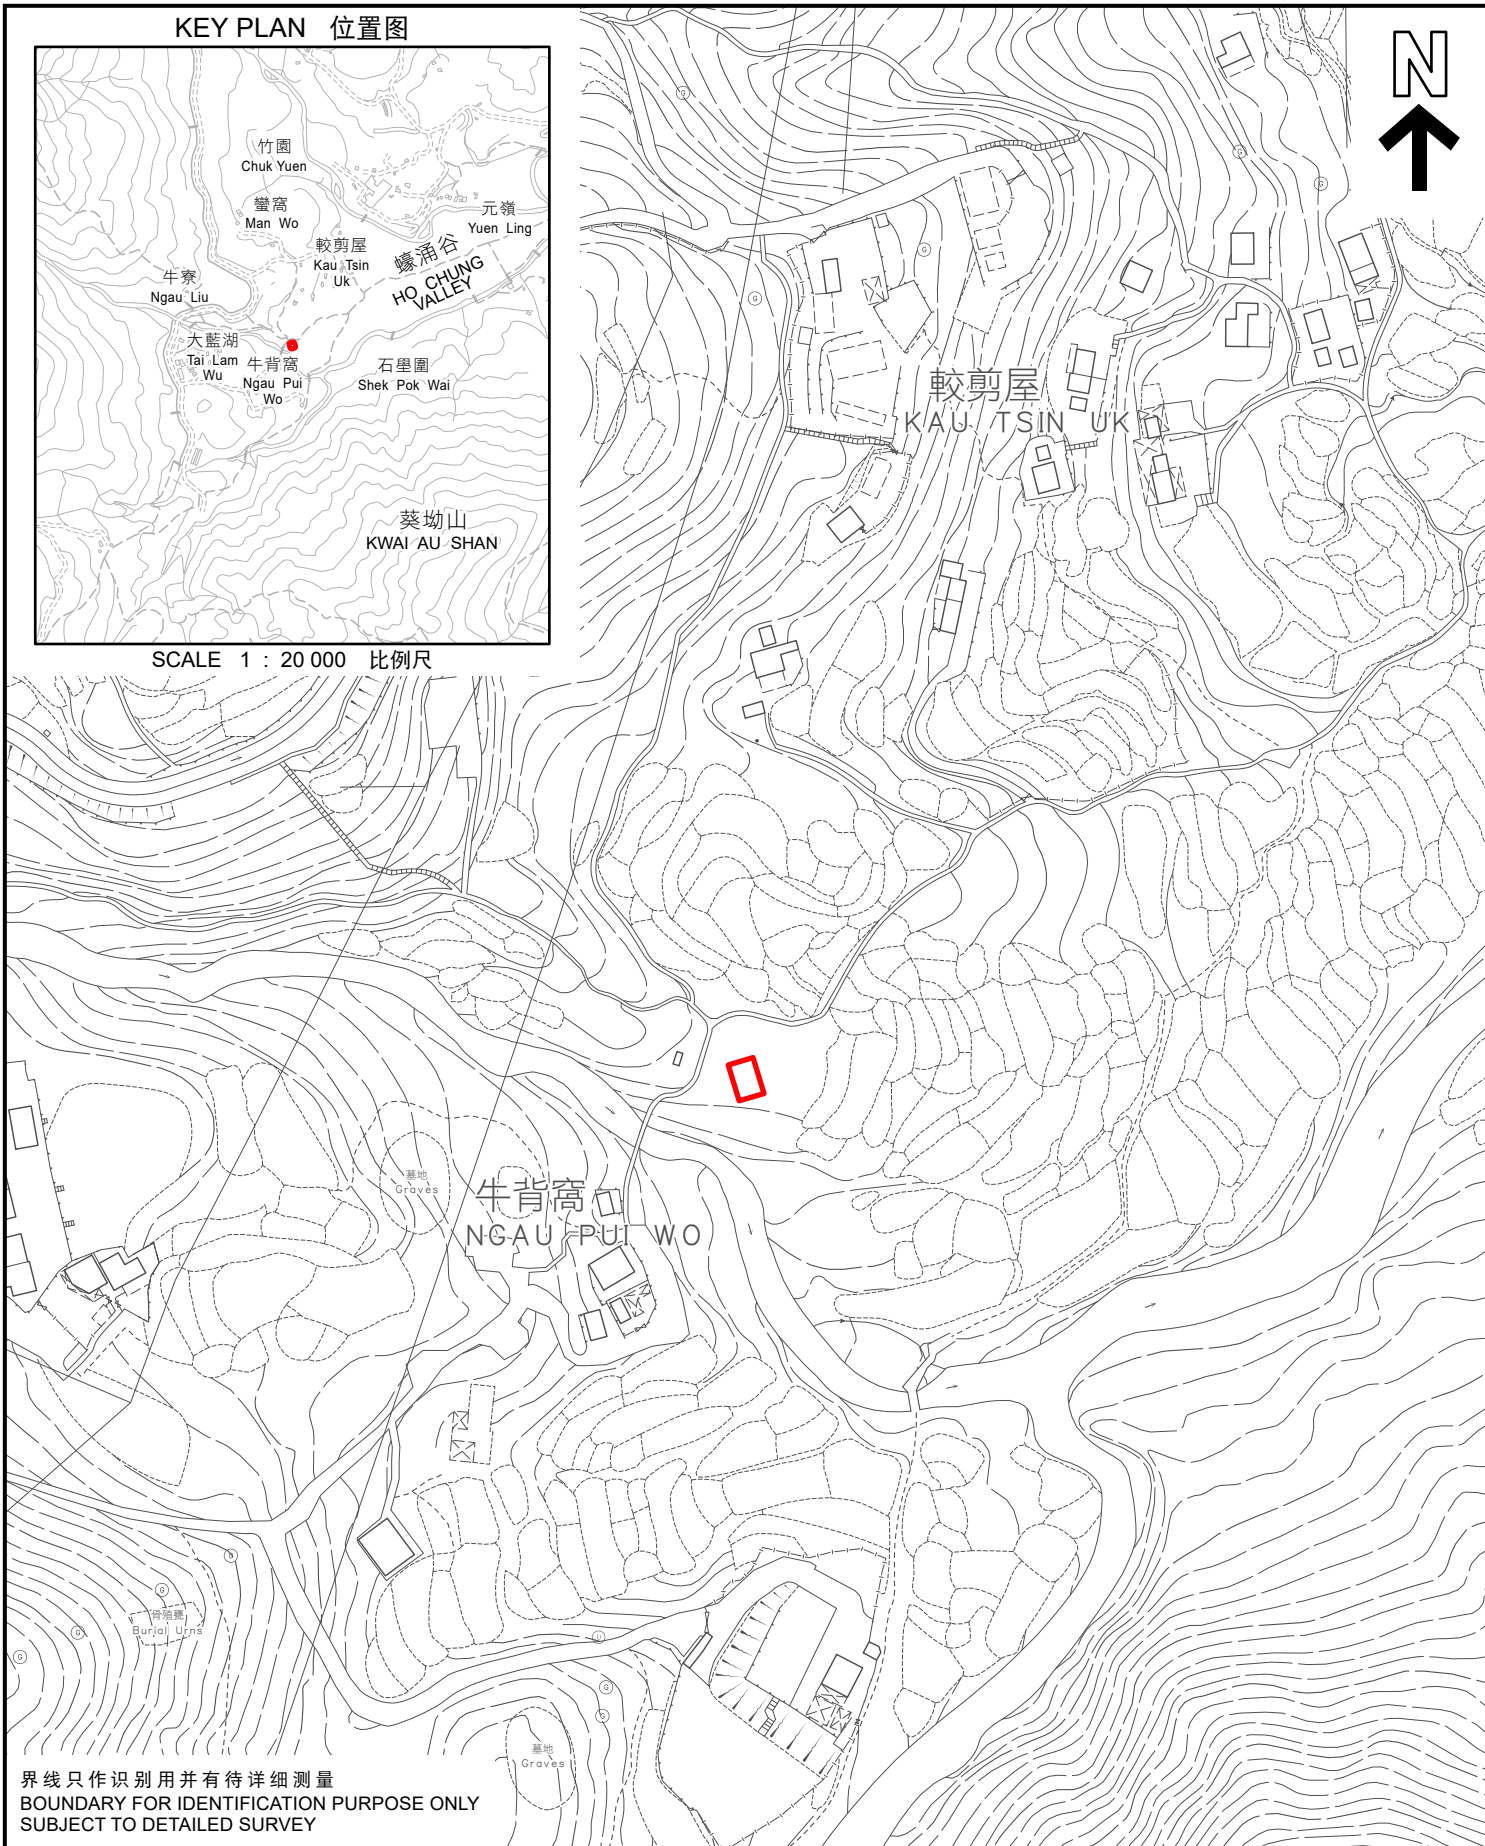 KEY PLAN 位置图
N
竹園
Chuk Yuen
蠻窩
Man Wo
元嶺
Yuen Ling
較剪屋
Kau Tsin
Uk
蠔涌谷
HO CHUNG
VALLEY
牛寮
Ngau Liu
大藍湖
Tai Lam
Wu
牛背窩
Ngau Pui
Wo
石壆圍
Shek Pok Wai
葵坳山
KWAI AU SHAN
SCALE 1 : 20 000 比例尺
較剪屋
KAU TSIN UK
墓地
Graves
牛背窩
NGAU PUI WO
骨殖甕
Burial Urns
墓地
Graves
G
G
G
G
G
G
G
G
G
G
G
U
U
界线只作识别用并有待详细测量
BOUNDARY FOR IDENTIFICATION PURPOSE ONLY
SUBJECT TO DETAILED SURVEY